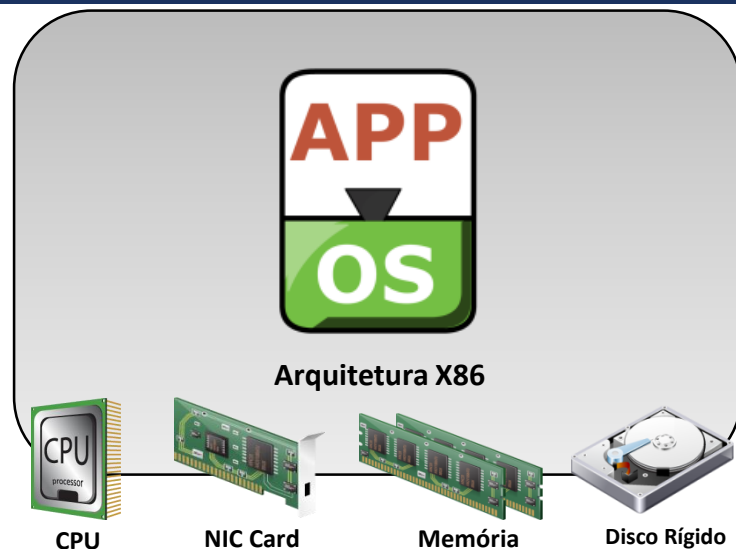 APP
OS
Arquitetura X86
CPU
processor
CPU
NIC Card
Memória
Disco Rígido